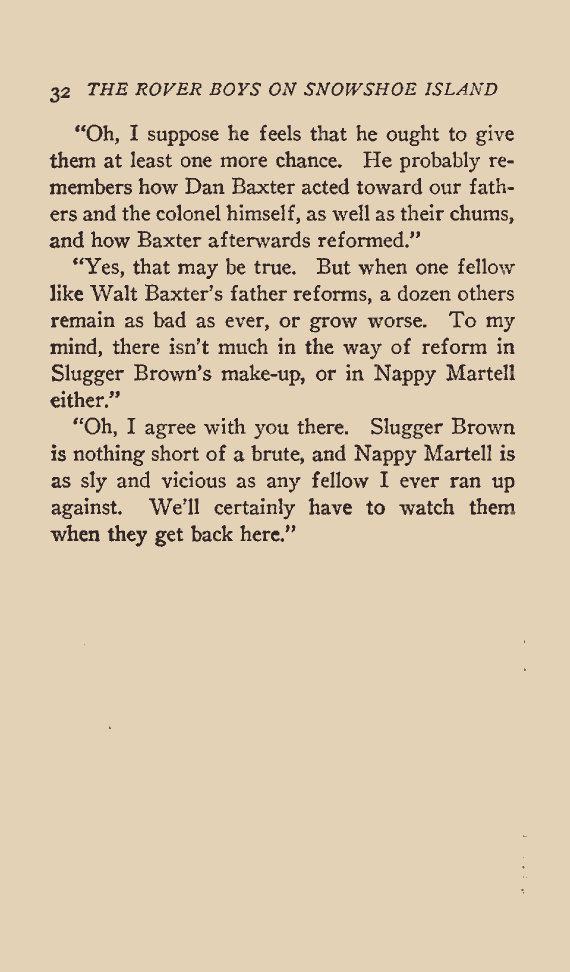 32 THE ROVER BOYS ON SNOWSHOE ISLAND
“Oh, I suppose he feels that he ought to give
them at least one more chance. He probably re-
members how Dan Baxter acted toward our fath-
ers and the colonel himself, as well as their chums,
and how Baxter afterwards reformed.”
“Yes, that may be true. But when one fellow
like Walt Baxter’s father reforms, a dozen others
remain as bad as ever, or grow worse. To my
mind, there isn’t much in the way of reform in
Slugger Brown’s make-up, or in Nappy Martell
either.”
“Oh, I agree with you there. Slugger Brown
is nothing short of a brute, and Nappy Martell is
as sly and vicious as any fellow I ever ran up
against. We’ll certainly have to watch them
when they get back here.”